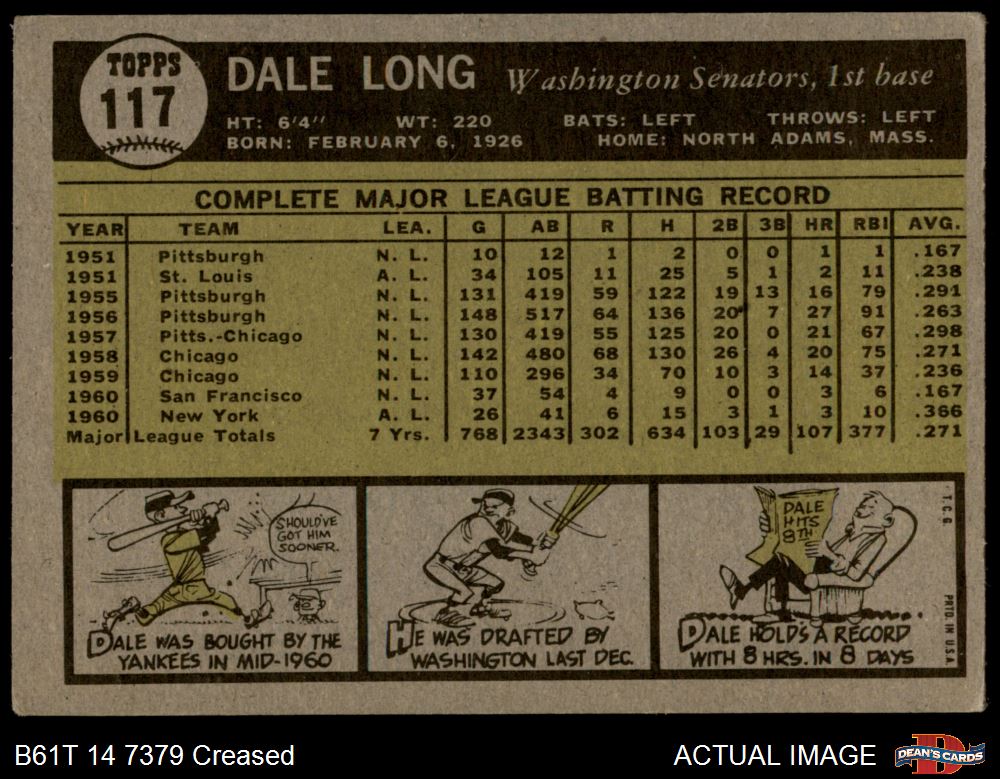 TOPPS
117
DALE LONG Washington Senators, 1st base
HT: 6'4" WT: 220 BATS: LEFT THROWS: LEFT
BORN: FEBRUARY 6, 1926 HOME: NORTH ADAMS, MASS.
COMPLETE MAJOR LEAGUE BATTING RECORD
YEAR TEAM LEA. G AB R H 2B 3B HR RBI AVG.
1951 Pittsburgh N. L. 10 12 1 2 0 0 1 1 .167
1951 St. Louis A. L. 34 105 11 25 5 1 2 11 .238
1955 Pittsburgh N. L. 131 419 59 122 19 13 16 79 .291
1956 Pittsburgh N. L. 148 517 64 136 20 7 27 91 .263
1957 Pitts.-Chicago N. L. 130 419 55 125 20 0 21 67 .298
1958 Chicago N. L. 142 480 68 130 26 4 20 75 .271
1959 Chicago N. L. 110 296 34 70 10 3 14 37 .236
1960 San Francisco N. L. 37 54 4 9 0 0 3 6 .167
1960 New York A. L. 26 41 6 15 3 1 3 10 .366
Major League Totals 7 Yrs. 768 2343 302 634 103 29 107 377 .271
SHOULD'VE
GOT HIM
SOONER.
DALE WAS BOUGHT BY THE
YANKEES IN MID-1960
HE WAS DRAFTED BY
WASHINGTON LAST DEC.
DALE
HITS
8TH
DALE HOLDS A RECORD
WITH 8 HRS. IN 8 DAYS
T.C.G.
PRTD. IN U.S.A.
B61T 14 7379 Creased
ACTUAL IMAGE
DEAN'S CARDS